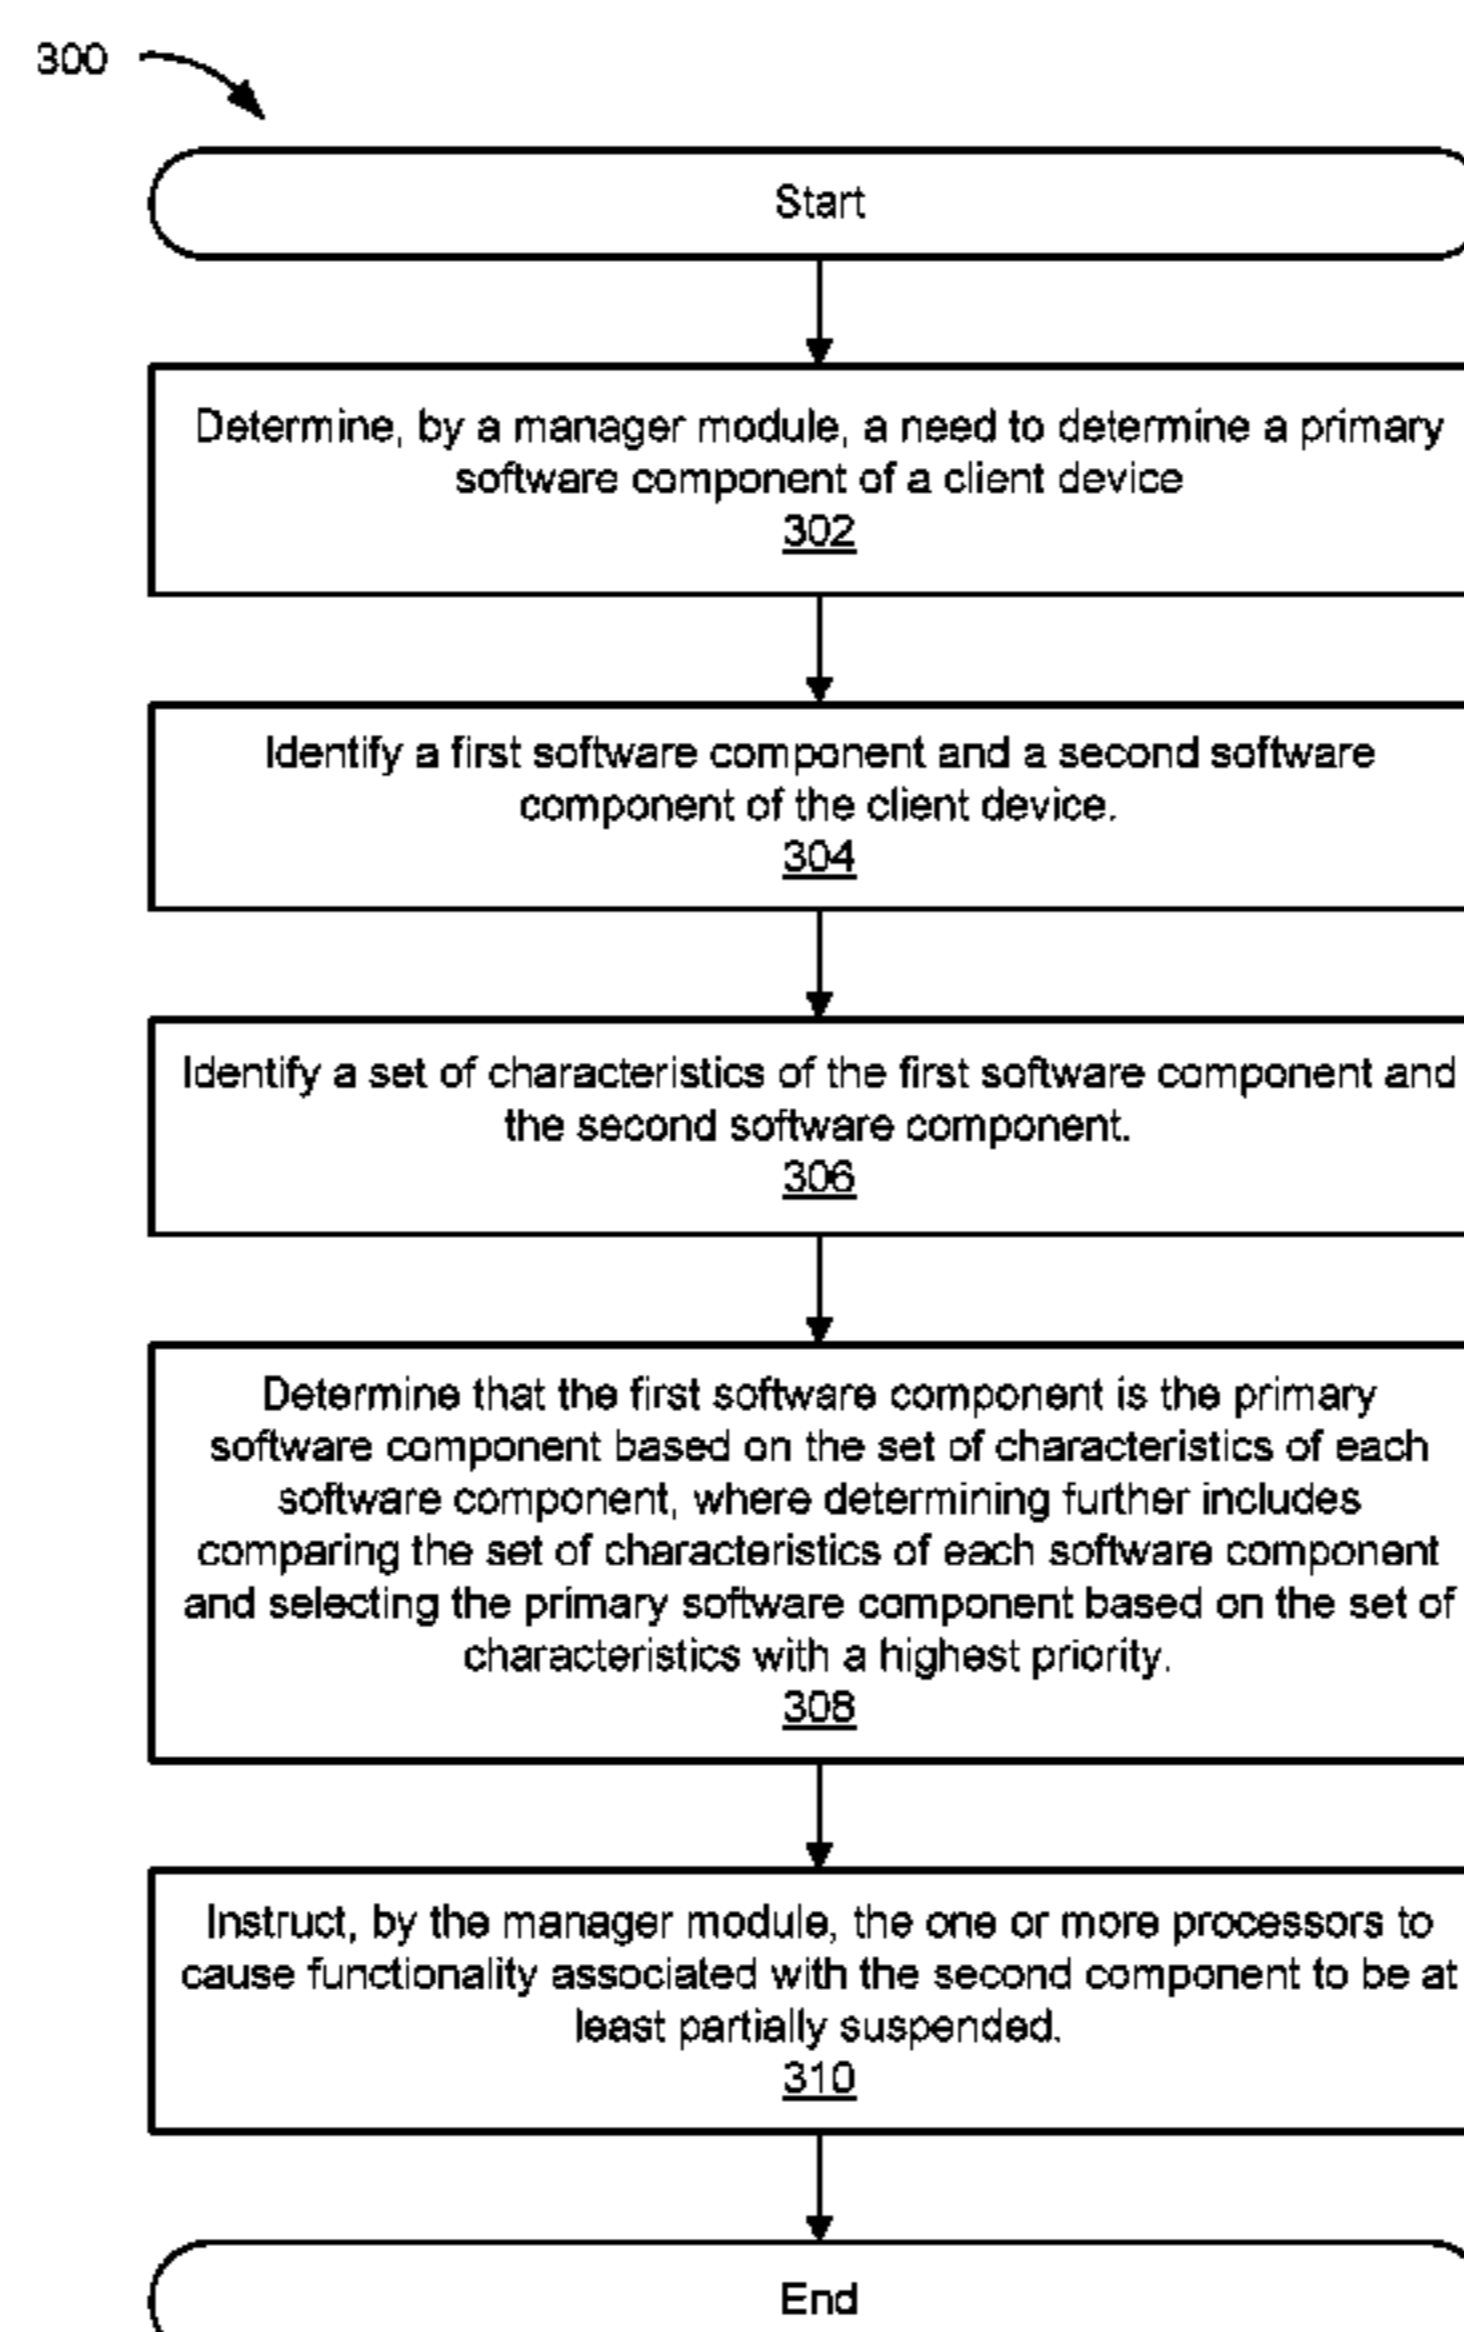 300
Start
Determine, by a manager module, a need to determine a primary
software component of a client device
302
Identify a first software component and a second software
component of the client device.
304
Identify a set of characteristics of the first software component and
the second software component.
306
Determine that the first software component is the primary
software component based on the set of characteristics of each
software component, where determining further includes
comparing the set of characteristics of each software component
and selecting the primary software component based on the set of
characteristics with a highest priority.
308
Instruct, by the manager module, the one or more processors to
cause functionality associated with the second component to be at
least partially suspended.
310
End